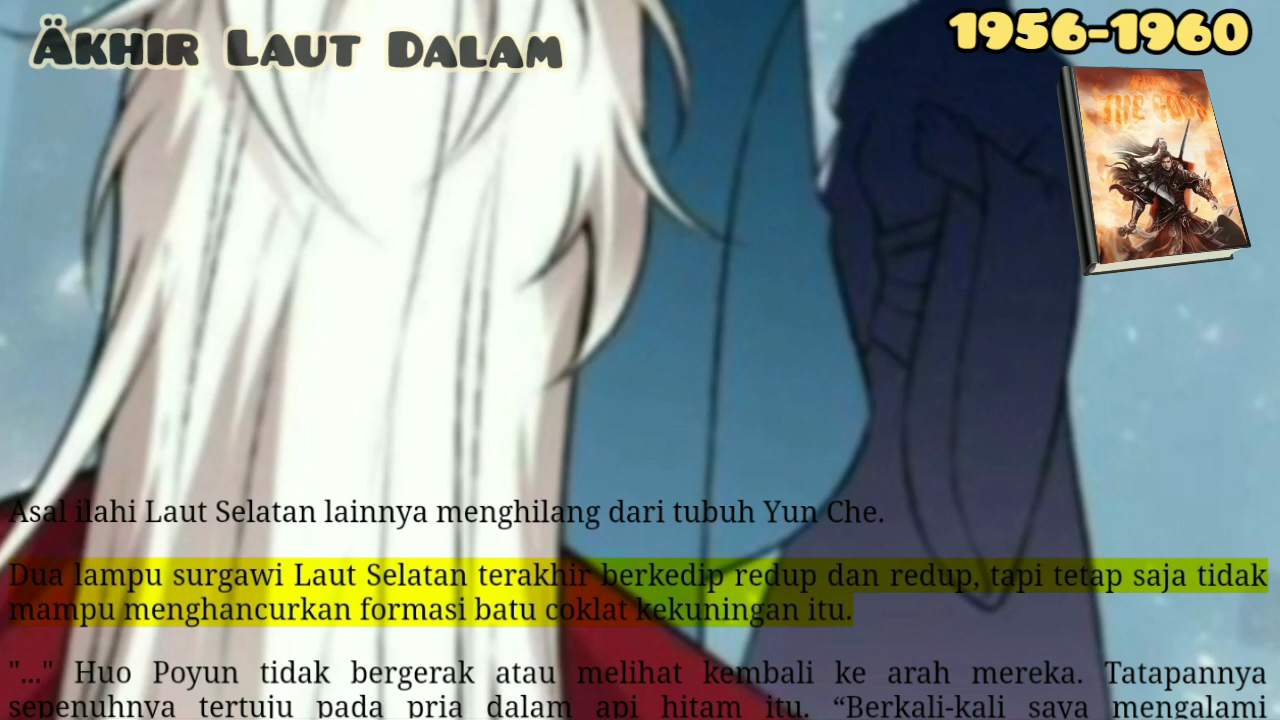 Äkhir Laut Dalam
1956-1960
THE GODS
Asal ilahi Laut Selatan lainnya menghilang dari tubuh Yun Che.
Dua lampu surgawi Laut Selatan terakhir berkedip redup dan redup, tapi tetap saja tidak
mampu menghancurkan formasi batu coklat kekuningan itu.
"..." Huo Poyun tidak bergerak atau melihat kembali ke arah mereka. Tatapannya
sepenuhnya tertuju pada pria dalam api hitam itu. “Berkali-kali saya mengalami